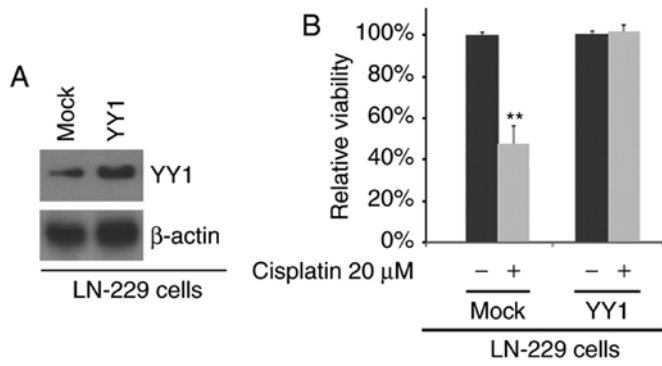 A
Mock
YY1
YY1
β-actin
LN-229 cells
B
Relative viability
100%
80%
60%
40%
20%
0%
**
Cisplatin 20 μM
− + − +
Mock YY1
LN-229 cells